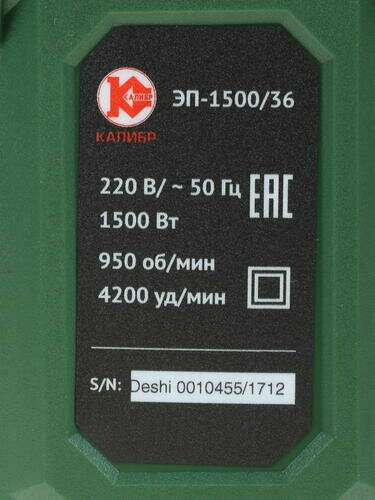 КАЛИБР
ЭП-1500/36
КАЛИБР
220 В/ ~ 50 Гц
EAC
1500 Вт
950 об/мин
4200 уд/мин
S/N: Deshi 0010455/1712